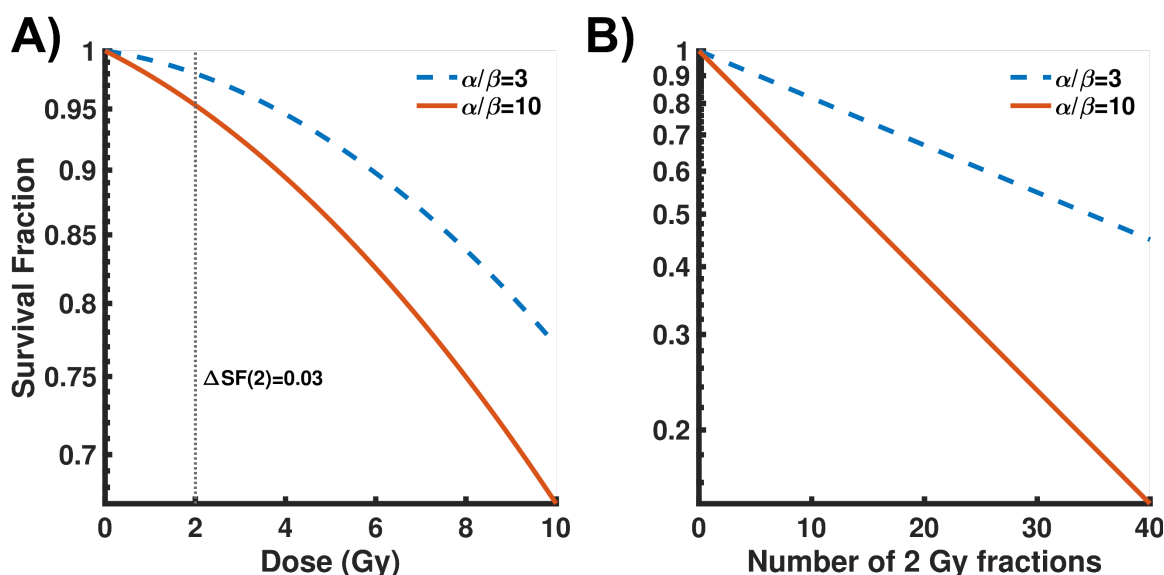 A)
1
0.95
0.9
0.85
0.8
0.75
0.7
Survival Fraction
α/β=3
α/β=10
ΔSF(2)=0.03
0 2 4 6 8 10
Dose (Gy)
B)
1
0.9
0.8
0.7
0.6
0.5
0.4
0.3
0.2
α/β=3
α/β=10
0 10 20 30 40
Number of 2 Gy fractions